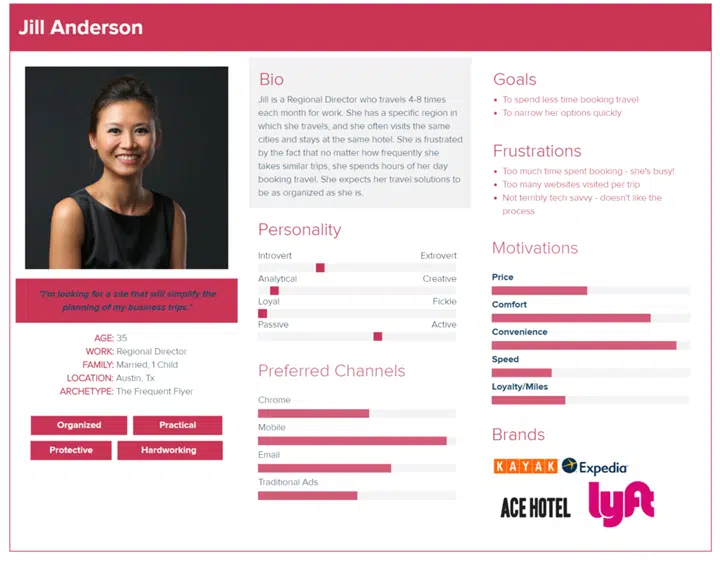 Jill Anderson
"I'm looking for a site that will simplify the
planning of my business trips."
AGE: 35
WORK: Regional Director
FAMILY: Married, 1 Child
LOCATION: Austin, Tx
ARCHETYPE: The Frequent Flyer
Organized Practical
Protective Hardworking
Bio
Jill is a Regional Director who travels 4-8 times
each month for work. She has a specific region in
which she travels, and she often visits the same
cities and stays at the same hotel. She is frustrated
by the fact that no matter how frequently she
takes similar trips, she spends hours of her day
booking travel. She expects her travel solutions to
be as organized as she is.
Personality
Introvert Extrovert
Analytical Creative
Loyal Fickle
Passive Active
Preferred Channels
Chrome
Mobile
Email
Traditional Ads
Goals
• To spend less time booking travel
• To narrow her options quickly
Frustrations
• Too much time spent booking - she's busy!
• Too many websites visited per trip
• Not terribly tech savvy - doesn't like the
process
Motivations
Price
Comfort
Convenience
Speed
Loyalty/Miles
Brands
KAYAK Expedia
ACE HOTEL lyft